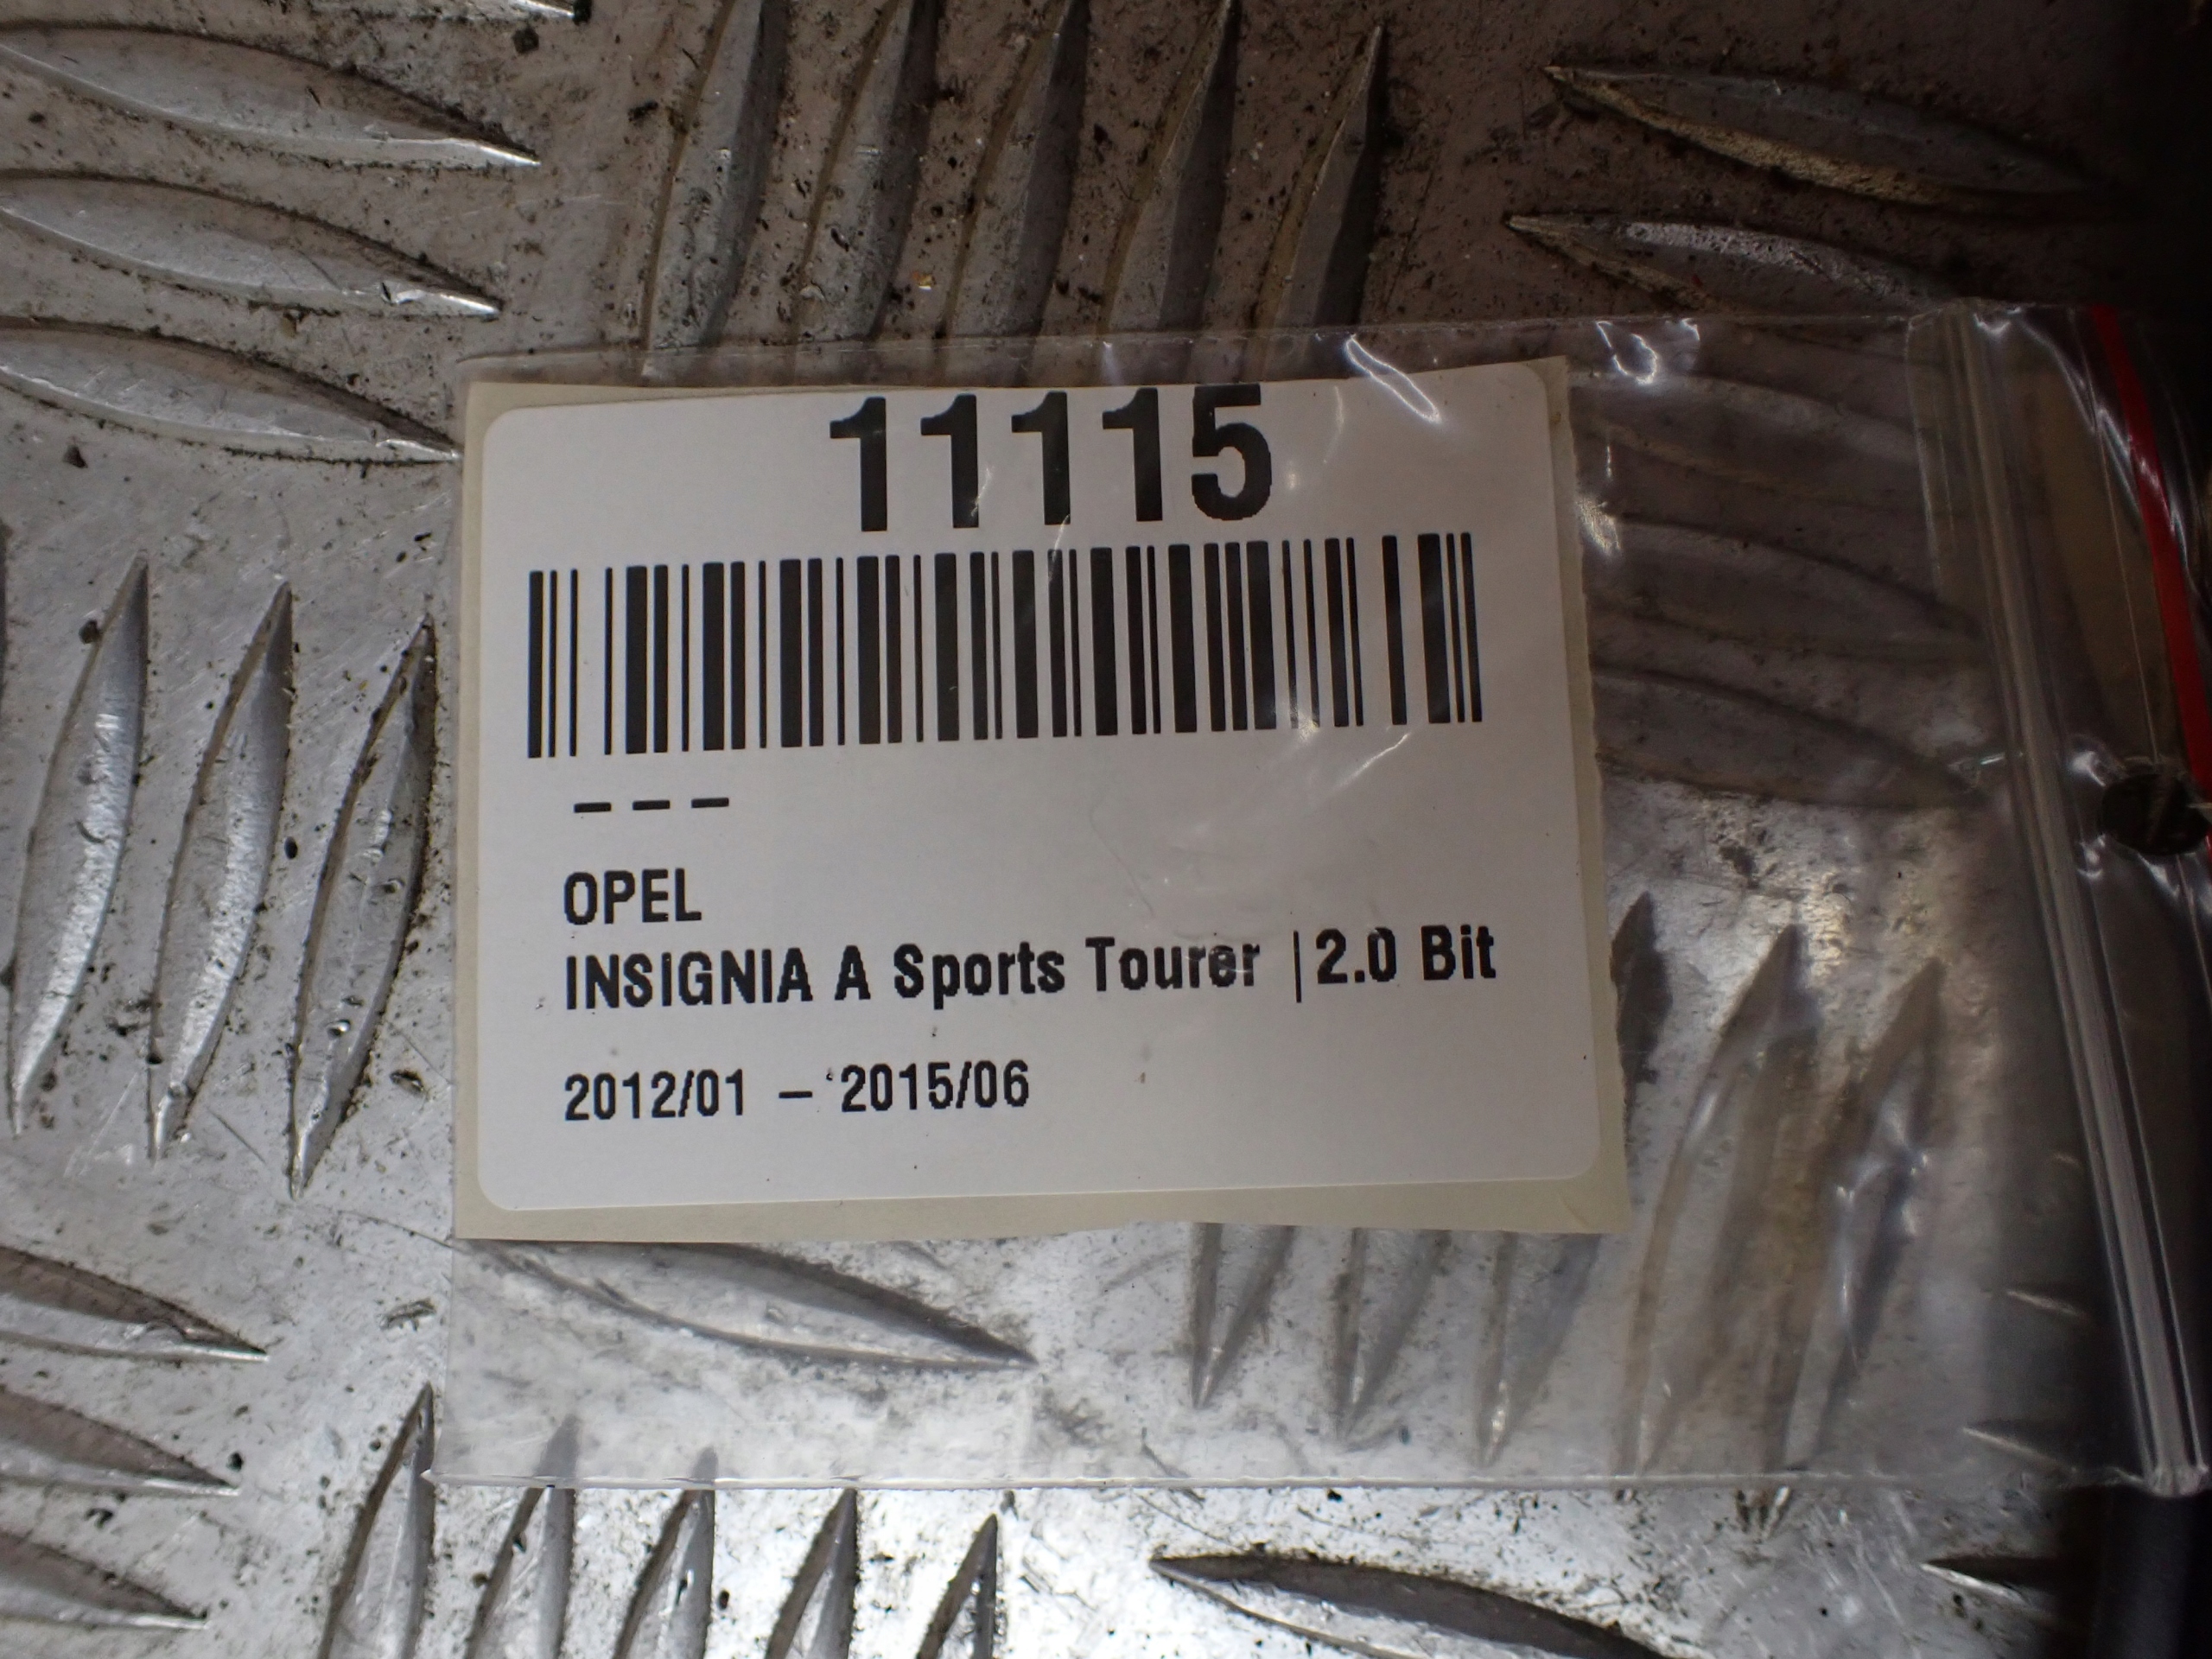 11115
– – –
OPEL
INSIGNIA A Sports Tourer |2.0 Bit
2012/01 – 2015/06